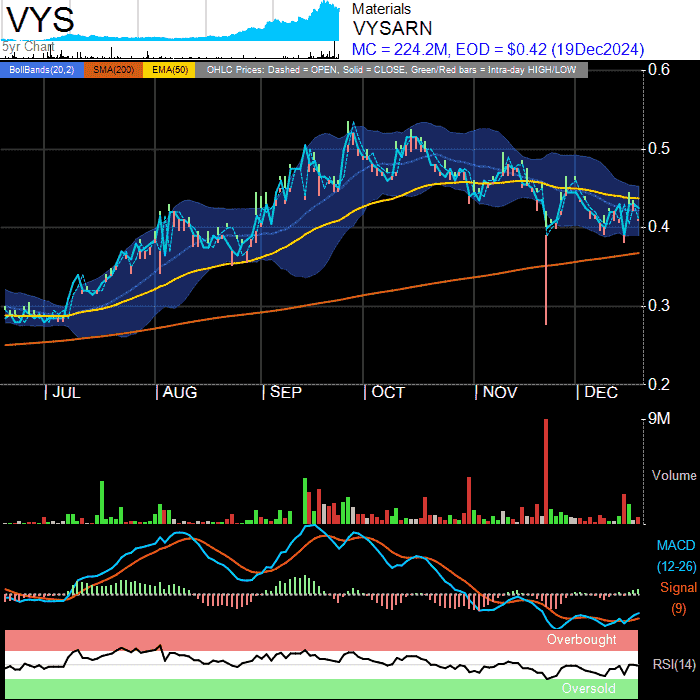 VYS
5yr Chart
Materials
VYSARN
MC = 224.2M, EOD = $0.42 (19Dec2024)
BollBands(20,2) SMA(200) EMA(50) OHLC Prices: Dashed = OPEN, Solid = CLOSE, Green/Red bars = Intra-day HIGH/LOW
0.6
0.5
0.4
0.3
0.2
JUL AUG SEP OCT NOV DEC
9M
Volume
MACD
(12-26)
Signal
(9)
Overbought
RSI(14)
Oversold